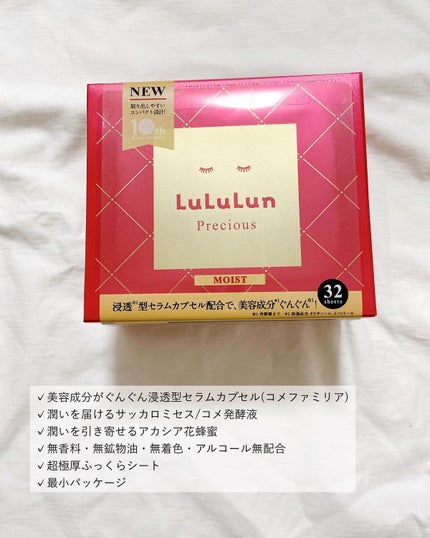 NEW
取り出しやすい
コンパクト設計!
10th
Anniversary
LuLuLun
Precious
MOIST
浸透*1型セラムカプセル配合で、美容成分*2ぐんぐん*1!
32
sheets
✓美容成分がぐんぐん浸透型セラムカプセル(コメファミリア)
✓潤いを届けるサッカロミセス/コメ発酵液
✓潤いを引き寄せるアカシア花蜂蜜
✓無香料・無鉱物油・無着色・アルコール無配合
✓超極厚ふっくらシート
✓最小パッケージ